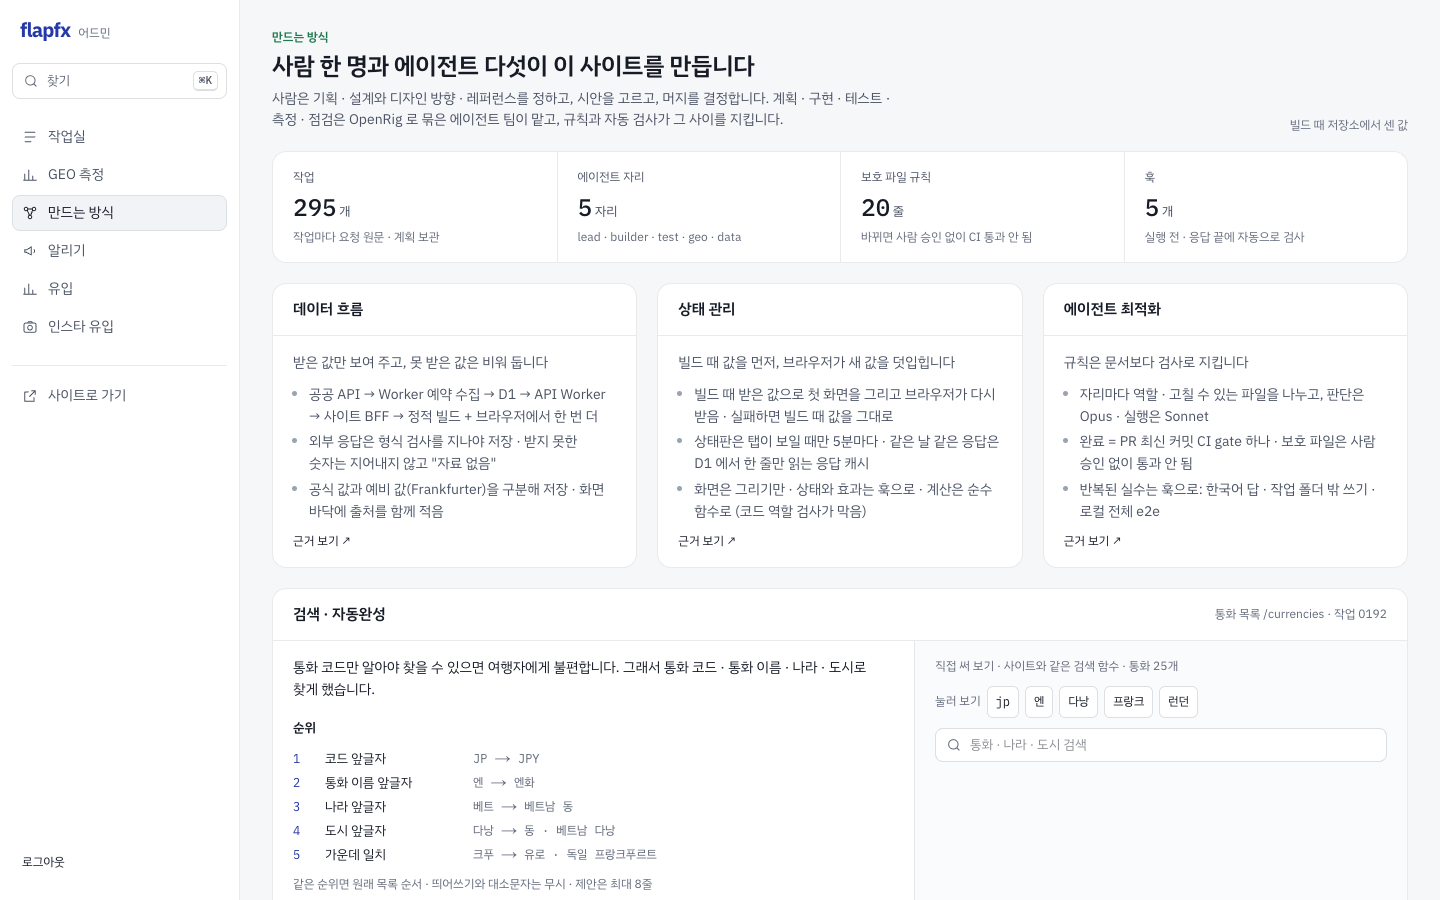 flapfx 어드민
찾기 ⌘K
작업실
GEO 측정
만드는 방식
알리기
유입
인스타 유입
사이트로 가기
로그아웃
만드는 방식
사람 한 명과 에이전트 다섯이 이 사이트를 만듭니다
사람은 기획 · 설계와 디자인 방향 · 레퍼런스를 정하고, 시안을 고르고, 머지를 결정합니다. 계획 · 구현 · 테스트 ·
측정 · 점검은 OpenRig 로 묶은 에이전트 팀이 맡고, 규칙과 자동 검사가 그 사이를 지킵니다.
빌드 때 저장소에서 센 값
작업
295 개
작업마다 요청 원문 · 계획 보관
에이전트 자리
5 자리
lead · builder · test · geo · data
보호 파일 규칙
20 줄
바뀌면 사람 승인 없이 CI 통과 안 됨
훅
5 개
실행 전 · 응답 끝에 자동으로 검사
데이터 흐름
받은 값만 보여 주고, 못 받은 값은 비워 둡니다
공공 API → Worker 예약 수집 → D1 → API Worker
→ 사이트 BFF → 정적 빌드 + 브라우저에서 한 번 더
외부 응답은 형식 검사를 지나야 저장 · 받지 못한
숫자는 지어내지 않고 "자료 없음"
공식 값과 예비 값(Frankfurter)을 구분해 저장 · 화면
바닥에 출처를 함께 적음
근거 보기 ↗
상태 관리
빌드 때 값을 먼저, 브라우저가 새 값을 덧입힙니다
빌드 때 받은 값으로 첫 화면을 그리고 브라우저가 다시
받음 · 실패하면 빌드 때 값을 그대로
상태판은 탭이 보일 때만 5분마다 · 같은 날 같은 응답은
D1 에서 한 줄만 읽는 응답 캐시
화면은 그리기만 · 상태와 효과는 훅으로 · 계산은 순수
함수로 (코드 역할 검사가 막음)
근거 보기 ↗
에이전트 최적화
규칙은 문서보다 검사로 지킵니다
자리마다 역할 · 고칠 수 있는 파일을 나누고, 판단은
Opus · 실행은 Sonnet
완료 = PR 최신 커밋 CI gate 하나 · 보호 파일은 사람
승인 없이 통과 안 됨
반복된 실수는 훅으로: 한국어 답 · 작업 폴더 밖 쓰기 ·
로컬 전체 e2e
근거 보기 ↗
검색 · 자동완성
통화 목록 /currencies · 작업 0192
통화 코드만 알아야 찾을 수 있으면 여행자에게 불편합니다. 그래서 통화 코드 · 통화 이름 · 나라 · 도시로
찾게 했습니다.
순위
1 코드 앞글자 JP → JPY
2 통화 이름 앞글자 엔 → 엔화
3 나라 앞글자 베트 → 베트남 동
4 도시 앞글자 다낭 → 동 · 베트남 다낭
5 가운데 일치 크푸 → 유로 · 독일 프랑크푸르트
같은 순위면 원래 목록 순서 · 띄어쓰기와 대소문자는 무시 · 제안은 최대 8줄
직접 써 보기 · 사이트와 같은 검색 함수 · 통화 25개
눌러 보기 jp 엔 다낭 프랑크 런던
통화 · 나라 · 도시 검색